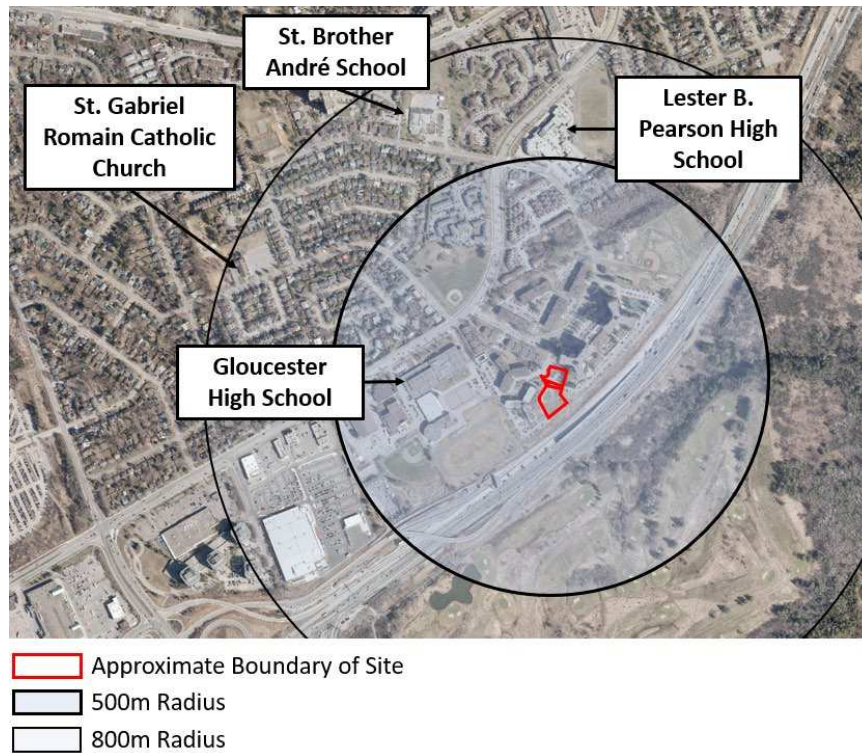 St. Brother
André School
St. Gabriel
Romain Catholic
Church
Lester B.
Pearson High
School
Gloucester
High School
Approximate Boundary of Site
500m Radius
800m Radius